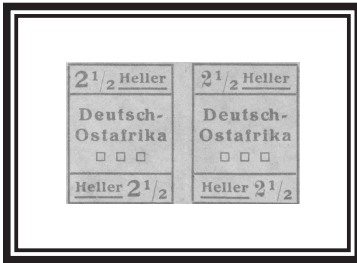 2 1/2 Heller
Deutsch-
Ostafrika
Heller 2 1/2
2 1/2 Heller
Deutsch-
Ostafrika
Heller 2 1/2